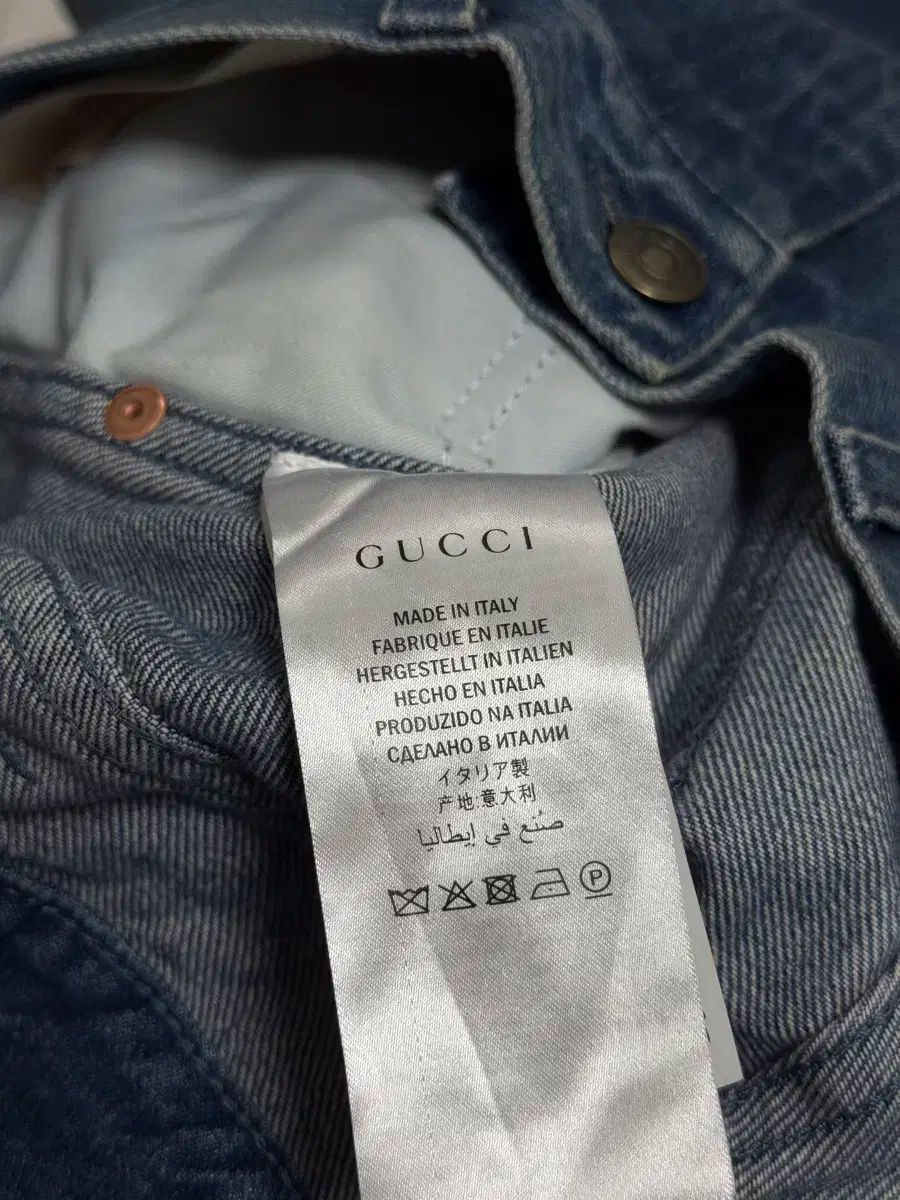 GUCCI
MADE IN ITALY
FABRIQUE EN ITALIE
HERGESTELLT IN ITALIEN
HECHO EN ITALIA
PRODUZIDO NA ITALIA
СДЕЛАНО В ИТАЛИИ
イタリア製
产地:意大利
صُنع في إيطاليا
P